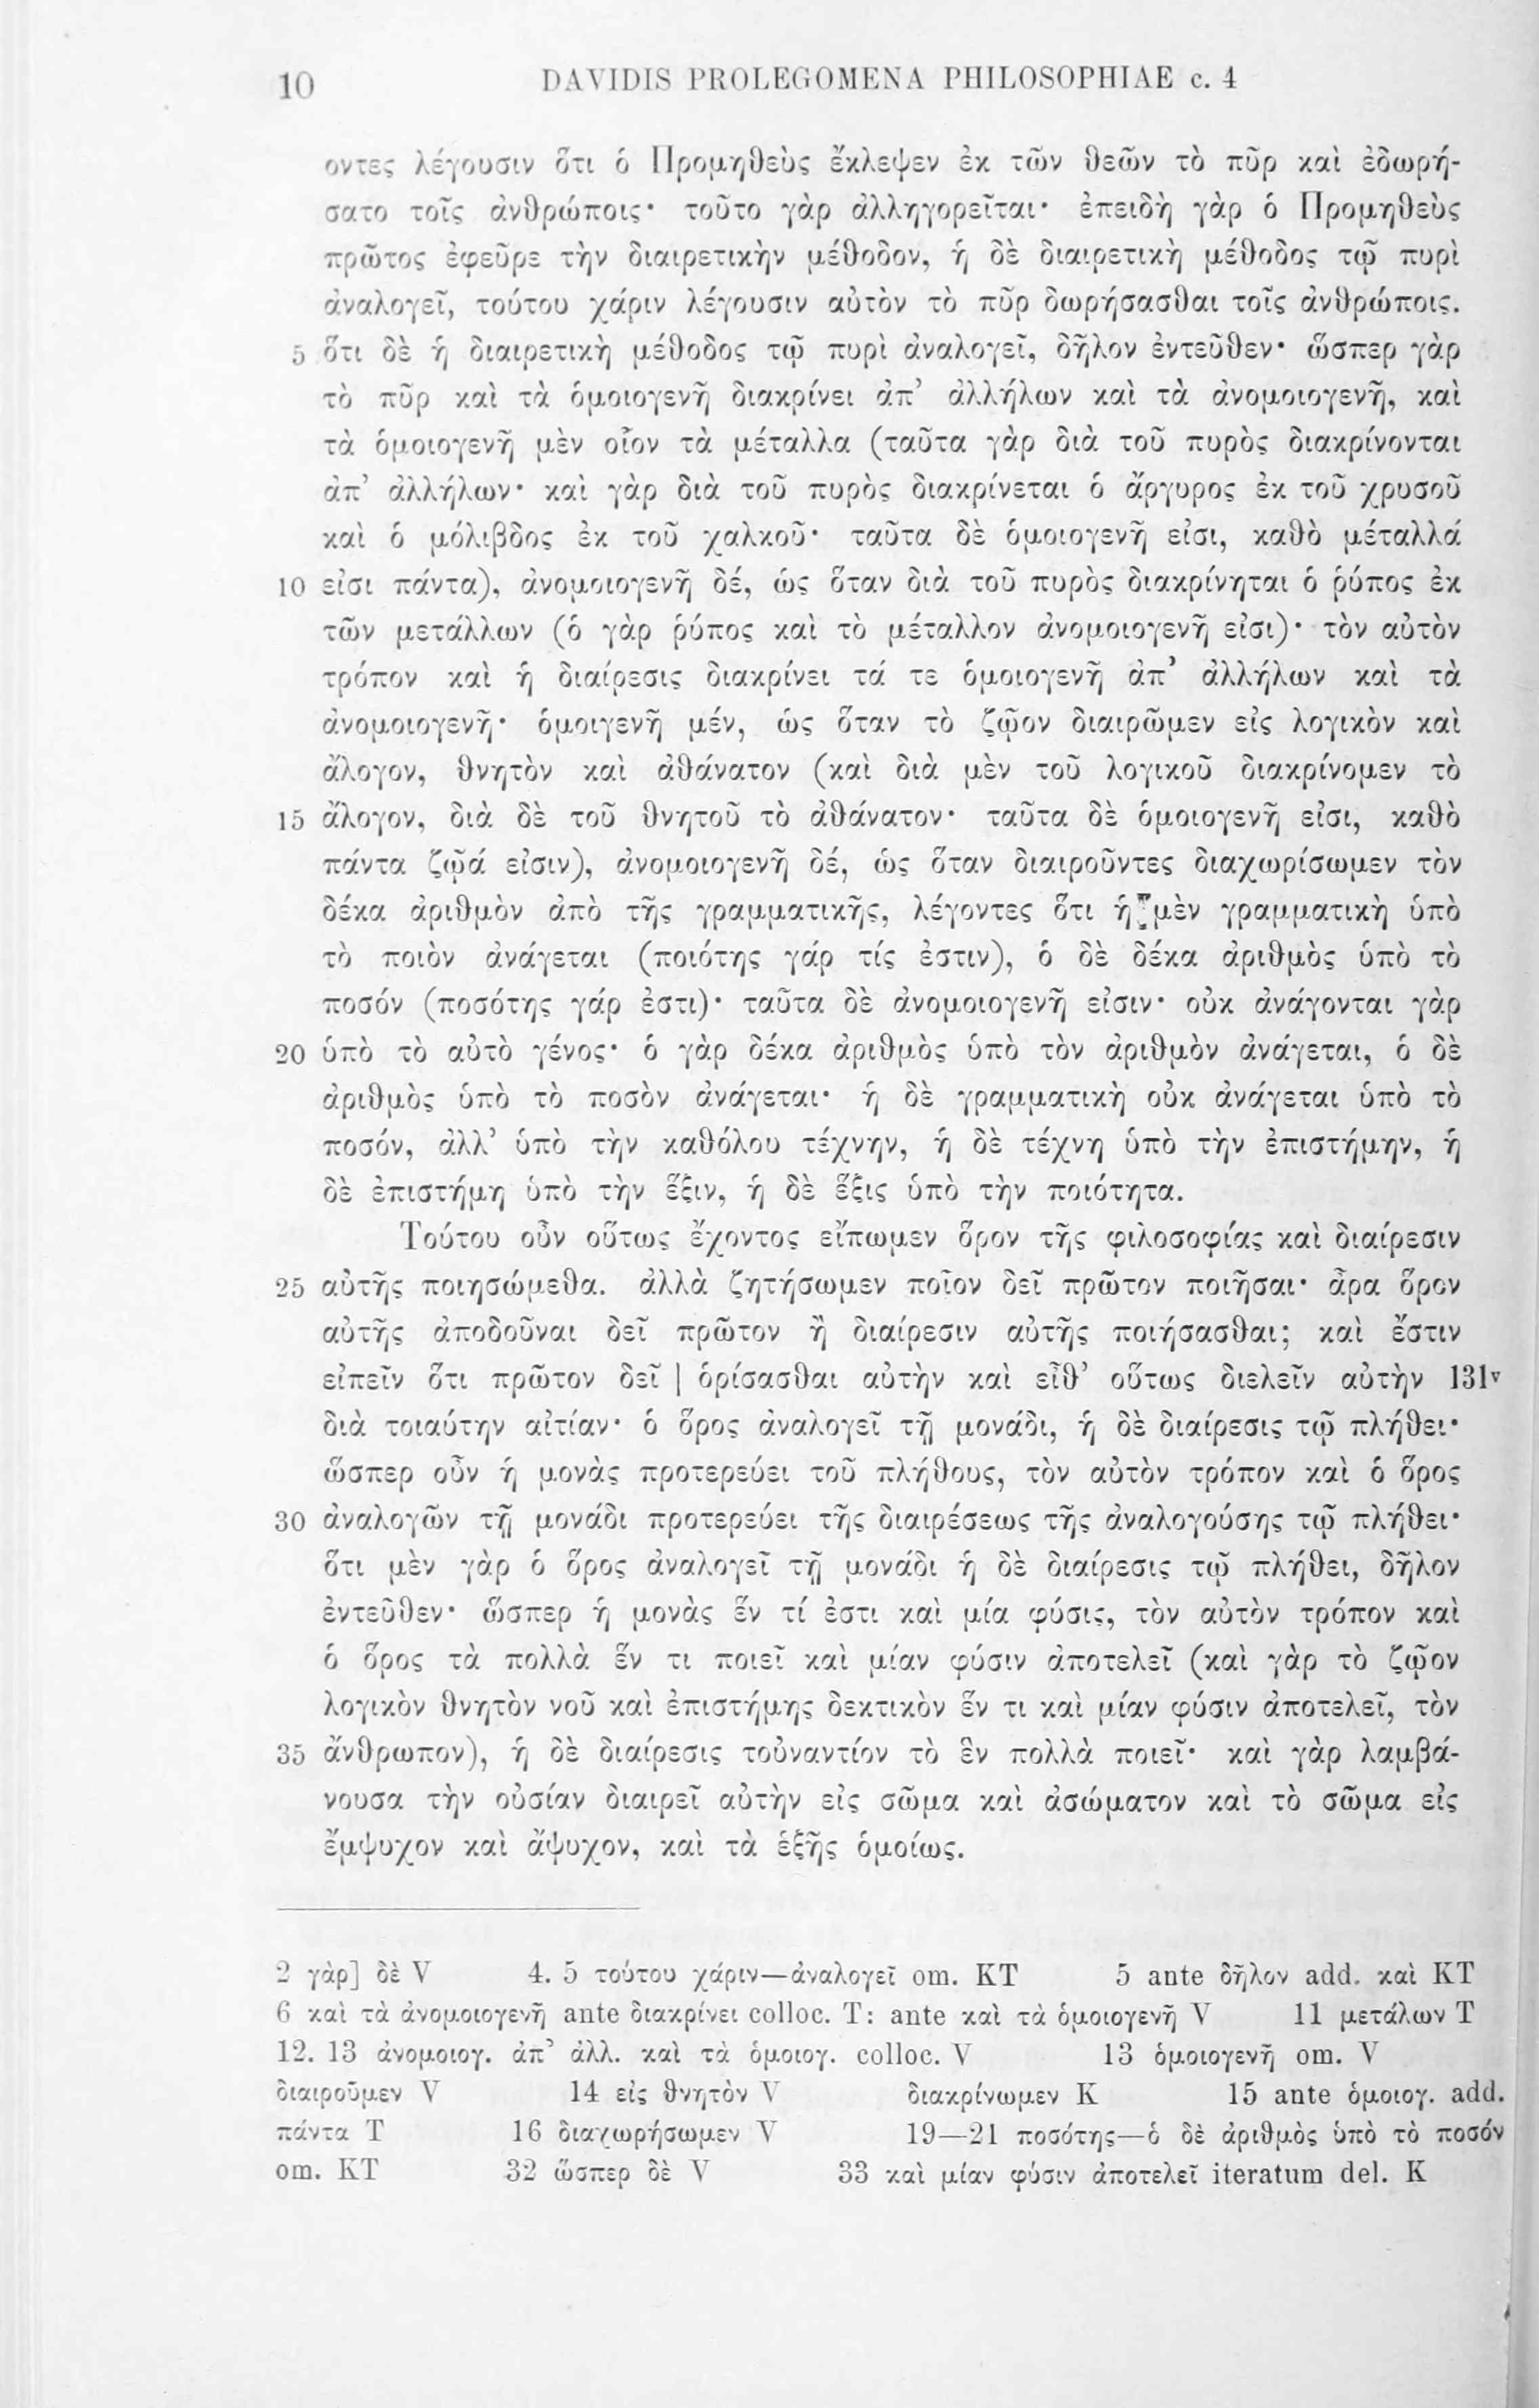 10 DAVIDIS PROLEGOMENA PHILOSOPHIAE c. 4
οντες λέγουσιν ὅτι ὁ Προμηθεὺς ἔκλεψεν ἐκ τῶν θεῶν τὸ πῦρ καὶ ἐδωρή-
σατο τοῖς ἀνθρώποις· τοῦτο γὰρ ἀλληγορεῖται· ἐπειδὴ γὰρ ὁ Προμηθεὺς
πρῶτος ἐφεῦρε τὴν διαιρετικὴν μέθοδον, ἡ δὲ διαιρετικὴ μέθοδος τῷ πυρὶ
ἀναλογεῖ, τούτου χάριν λέγουσιν αὐτὸν τὸ πῦρ δωρήσασθαι τοῖς ἀνθρώποις.
5 ὅτι δὲ ἡ διαιρετικὴ μέθοδος τῷ πυρὶ ἀναλογεῖ, δῆλον ἐντεῦθεν· ὥσπερ γὰρ
τὸ πῦρ καὶ τὰ ὁμοιογενῆ διακρίνει ἀπ’ ἀλλήλων καὶ τὰ ἀνομοιογενῆ, καὶ
τὰ ὁμοιογενῆ μὲν οἷον τὰ μέταλλα (ταῦτα γὰρ διὰ τοῦ πυρὸς διακρίνονται
ἀπ’ ἀλλήλων· καὶ γὰρ διὰ τοῦ πυρὸς διακρίνεται ὁ ἄργυρος ἐκ τοῦ χρυσοῦ
καὶ ὁ μόλιβδος ἐκ τοῦ χαλκοῦ· ταῦτα δὲ ὁμοιογενῆ εἰσι, καθὸ μέταλλά
10 εἰσι πάντα), ἀνομοιογενῆ δέ, ὡς ὅταν διὰ τοῦ πυρὸς διακρίνηται ὁ ῥύπος ἐκ
τῶν μετάλλων (ὁ γὰρ ῥύπος καὶ τὸ μέταλλον ἀνομοιογενῆ εἰσι)· τὸν αὐτὸν
τρόπον καὶ ἡ διαίρεσις διακρίνει τά τε ὁμοιογενῆ ἀπ’ ἀλλήλων καὶ τὰ
ἀνομοιογενῆ· ὁμοιγενῆ μέν, ὡς ὅταν τὸ ζῷον διαιρῶμεν εἰς λογικὸν καὶ
ἄλογον, θνητὸν καὶ ἀθάνατον (καὶ διὰ μὲν τοῦ λογικοῦ διακρίνομεν τὸ
15 ἄλογον, διὰ δὲ τοῦ θνητοῦ τὸ ἀθάνατον· ταῦτα δὲ ὁμοιογενῆ εἰσι, καθὸ
πάντα ζῷά εἰσιν), ἀνομοιογενῆ δέ, ὡς ὅταν διαιροῦντες διαχωρίσωμεν τὸν
δέκα ἀριθμὸν ἀπὸ τῆς γραμματικῆς, λέγοντες ὅτι ἡ μὲν γραμματικὴ ὑπὸ
τὸ ποιὸν ἀνάγεται (ποιότης γάρ τίς ἐστιν), ὁ δὲ δέκα ἀριθμὸς ὑπὸ τὸ
ποσόν (ποσότης γάρ ἐστι)· ταῦτα δὲ ἀνομοιογενῆ εἰσιν· οὐκ ἀνάγονται γὰρ
20 ὑπὸ τὸ αὐτὸ γένος· ὁ γὰρ δέκα ἀριθμὸς ὑπὸ τὸν ἀριθμὸν ἀνάγεται, ὁ δὲ
ἀριθμὸς ὑπὸ τὸ ποσὸν ἀνάγεται· ἡ δὲ γραμματικὴ οὐκ ἀνάγεται ὑπὸ τὸ
ποσόν, ἀλλ’ ὑπὸ τὴν καθόλου τέχνην, ἡ δὲ τέχνη ὑπὸ τὴν ἐπιστήμην, ἡ
δὲ ἐπιστήμη ὑπὸ τὴν ἕξιν, ἡ δὲ ἕξις ὑπὸ τὴν ποιότητα.
Τούτου οὖν οὕτως ἔχοντος εἴπωμεν ὅρον τῆς φιλοσοφίας καὶ διαίρεσιν
25 αὐτῆς ποιησώμεθα. ἀλλὰ ζητήσωμεν ποῖον δεῖ πρῶτον ποιῆσαι· ἆρα ὅρον
αὐτῆς ἀποδοῦναι δεῖ πρῶτον ἢ διαίρεσιν αὐτῆς ποιήσασθαι; καὶ ἔστιν
εἰπεῖν ὅτι πρῶτον δεῖ | ὁρίσασθαι αὐτὴν καὶ εἶθ’ οὕτως διελεῖν αὐτὴν 131ᵛ
διὰ τοιαύτην αἰτίαν· ὁ ὅρος ἀναλογεῖ τῇ μονάδι, ἡ δὲ διαίρεσις τῷ πλήθει·
ὥσπερ οὖν ἡ μονὰς προτερεύει τοῦ πλήθους, τὸν αὐτὸν τρόπον καὶ ὁ ὅρος
30 ἀναλογῶν τῇ μονάδι προτερεύει τῆς διαιρέσεως τῆς ἀναλογούσης τῷ πλήθει·
ὅτι μὲν γὰρ ὁ ὅρος ἀναλογεῖ τῇ μονάδι ἡ δὲ διαίρεσις τῷ πλήθει, δῆλον
ἐντεῦθεν· ὥσπερ ἡ μονὰς ἕν τί ἐστι καὶ μία φύσις, τὸν αὐτὸν τρόπον καὶ
ὁ ὅρος τὰ πολλὰ ἕν τι ποιεῖ καὶ μίαν φύσιν ἀποτελεῖ (καὶ γὰρ τὸ ζῷον
λογικὸν θνητὸν νοῦ καὶ ἐπιστήμης δεκτικὸν ἕν τι καὶ μίαν φύσιν ἀποτελεῖ, τὸν
35 ἄνθρωπον), ἡ δὲ διαίρεσις τοὐναντίον τὸ ἓν πολλὰ ποιεῖ· καὶ γὰρ λαμβά-
νουσα τὴν οὐσίαν διαιρεῖ αὐτὴν εἰς σῶμα καὶ ἀσώματον καὶ τὸ σῶμα εἰς
ἔμψυχον καὶ ἄψυχον, καὶ τὰ ἑξῆς ὁμοίως.
2 γὰρ] δὲ V 4. 5 τούτου χάριν—ἀναλογεῖ om. KT 5 ante δῆλον add. καὶ KT
6 καὶ τὰ ἀνομοιογενῆ ante διακρίνει colloc. T: ante καὶ τὰ ὁμοιογενῆ V 11 μετάλων T
12. 13 ἀνομοιογ. ἀπ’ ἀλλ. καὶ τὰ ὁμοιογ. colloc. V 13 ὁμοιογενῆ om. V
διαιροῦμεν V 14 εἰς θνητὸν V διακρίνωμεν K 15 ante ὁμοιογ. add.
πάντα T 16 διαχωρήσωμεν V 19—21 ποσότης—ὁ δὲ ἀριθμὸς ὑπὸ τὸ ποσόν
om. KT 32 ὥσπερ δὲ V 33 καὶ μίαν φύσιν ἀποτελεῖ iteratum del. K